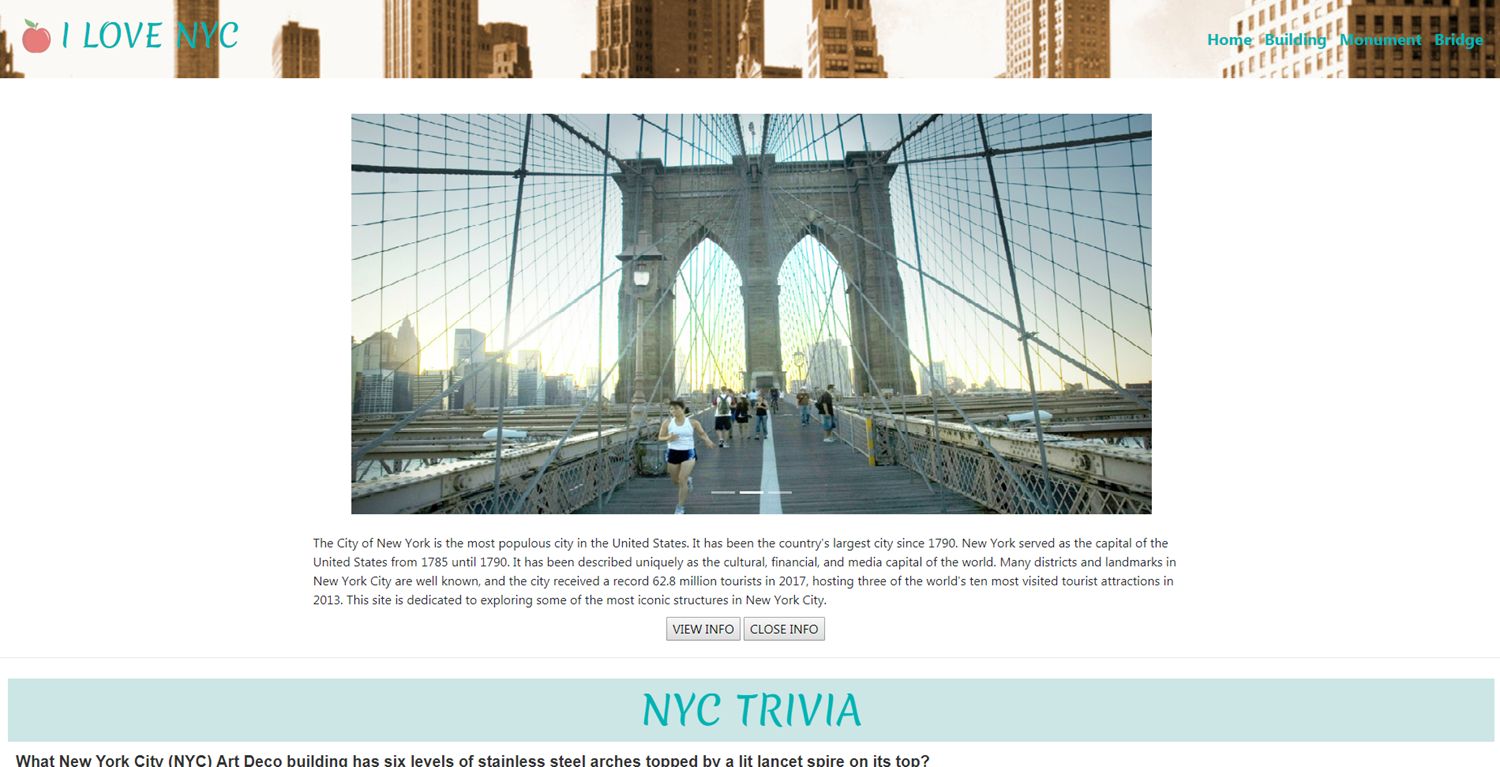 I LOVE NYC
Home Building Monument Bridge
The City of New York is the most populous city in the United States. It has been the country's largest city since 1790. New York served as the capital of the
United States from 1785 until 1790. It has been described uniquely as the cultural, financial, and media capital of the world. Many districts and landmarks in
New York City are well known, and the city received a record 62.8 million tourists in 2017, hosting three of the world's ten most visited tourist attractions in
2013. This site is dedicated to exploring some of the most iconic structures in New York City.
VIEW INFO CLOSE INFO
NYC TRIVIA
What New York City (NYC) Art Deco building has six levels of stainless steel arches topped by a lit lancet spire on its top?